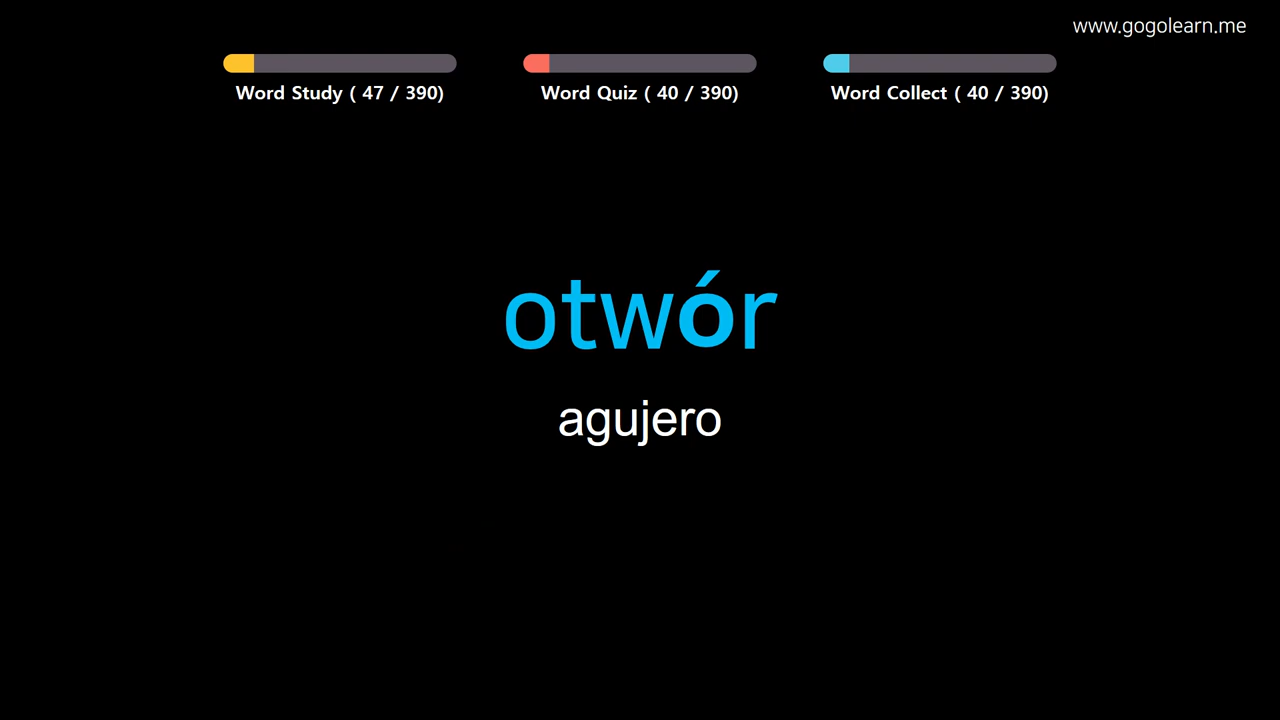 www.gogolearn.me
Word Study ( 47 / 390)
Word Quiz ( 40 / 390)
Word Collect ( 40 / 390)
otwór
agujero